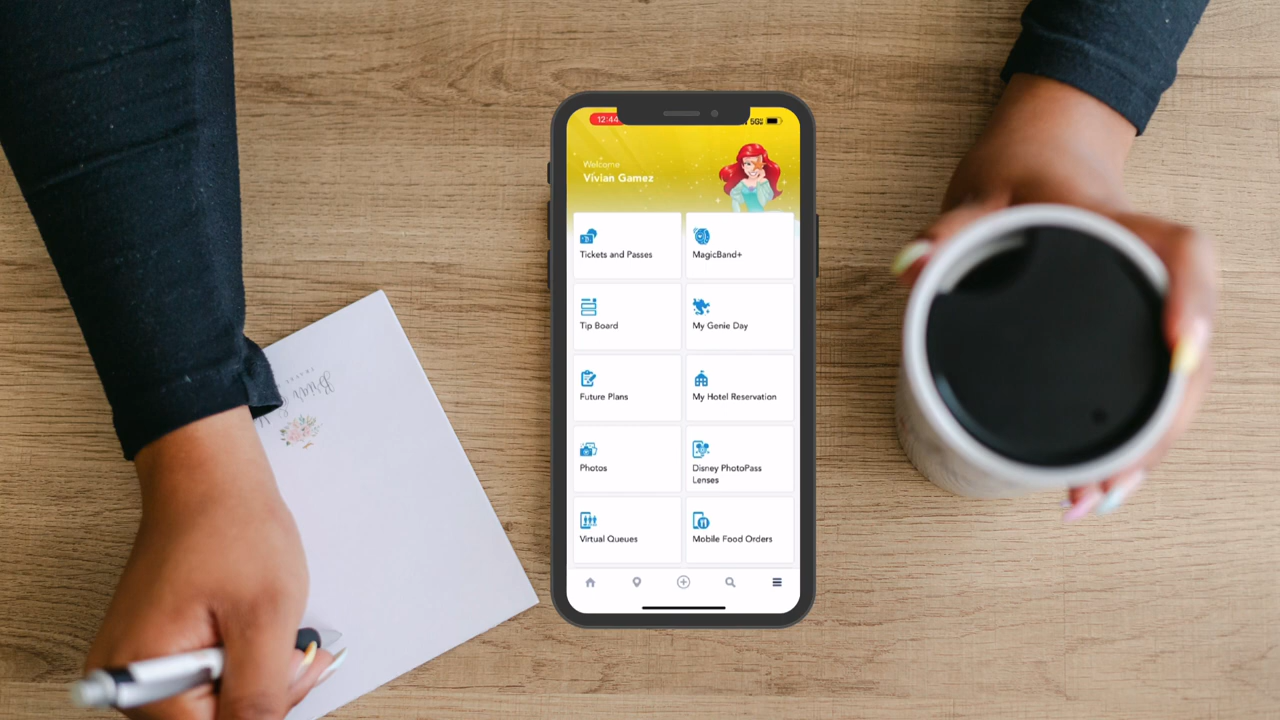 12:44
5G
Welcome
Vivian Gamez
Tickets and Passes
MagicBand+
Tip Board
My Genie Day
Future Plans
My Hotel Reservation
Photos
Disney PhotoPass
Lenses
Virtual Queues
Mobile Food Orders